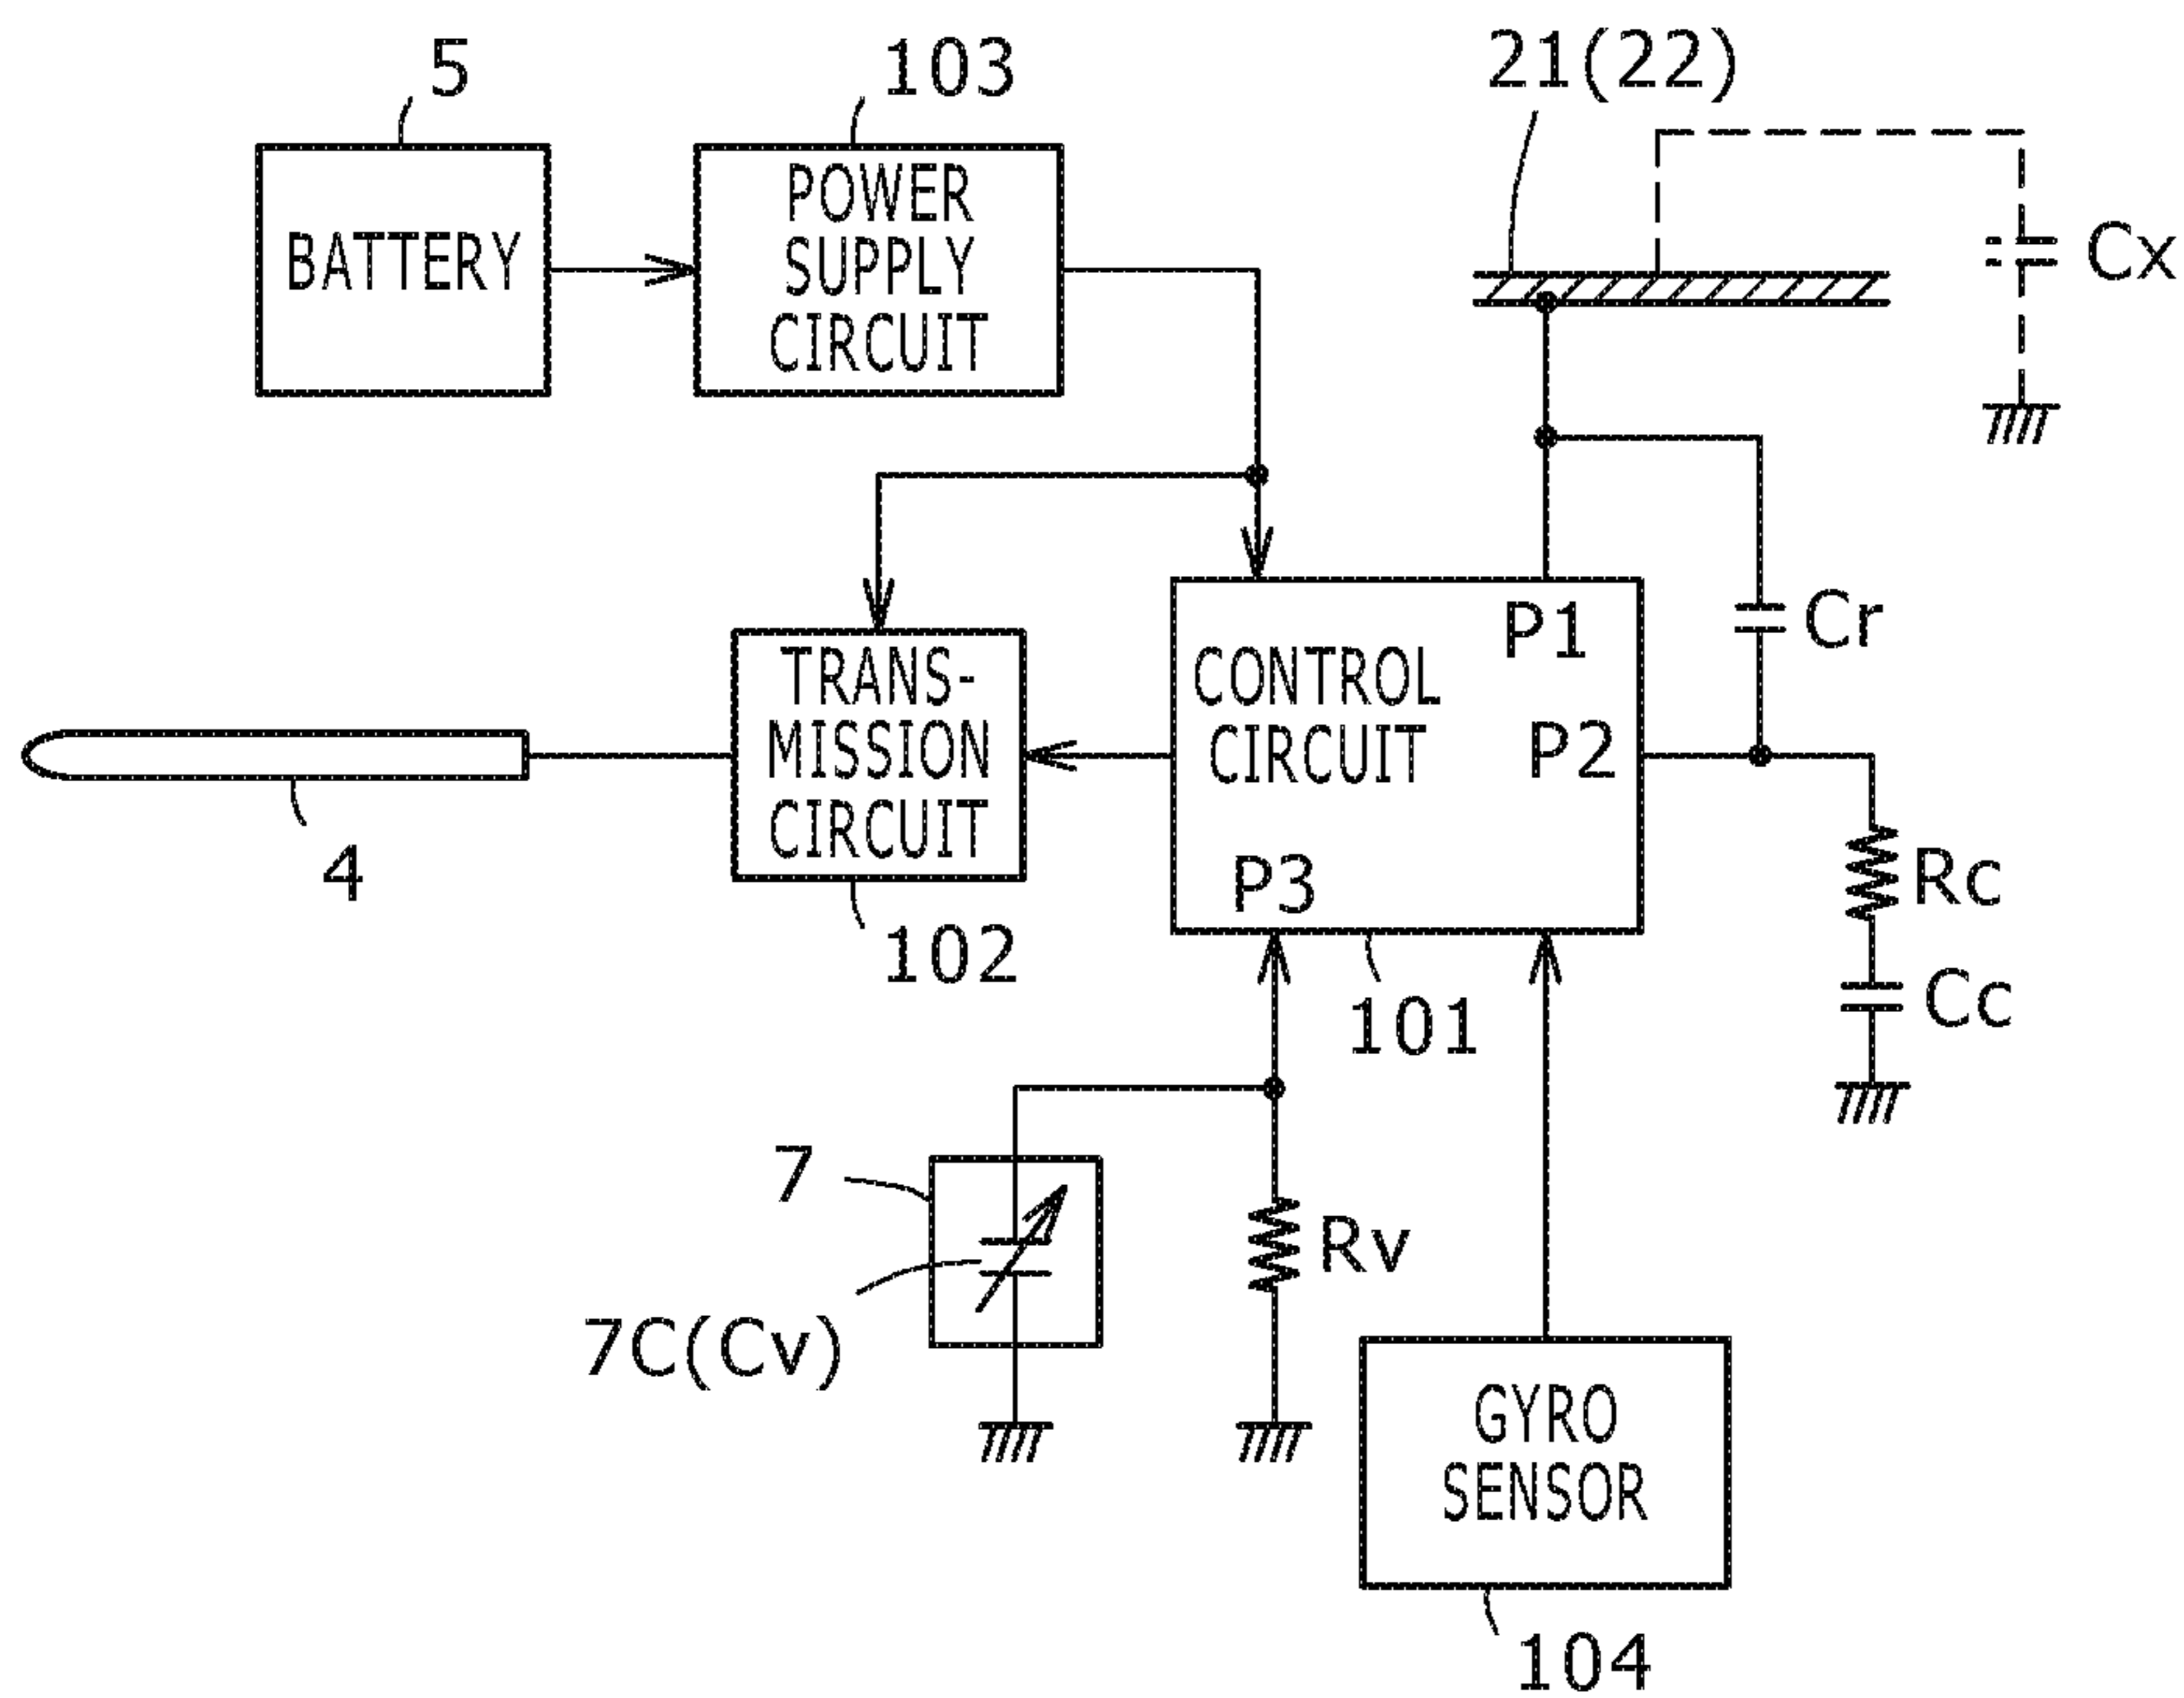 5
103
21(22)
BATTERY
POWER
SUPPLY
CIRCUIT
Cx
P1
Cr
TRANS-
MISSION
CIRCUIT
CONTROL
CIRCUIT
P2
P3
4
102
101
Rc
Cc
7
Rv
7C(Cv)
GYRO
SENSOR
104